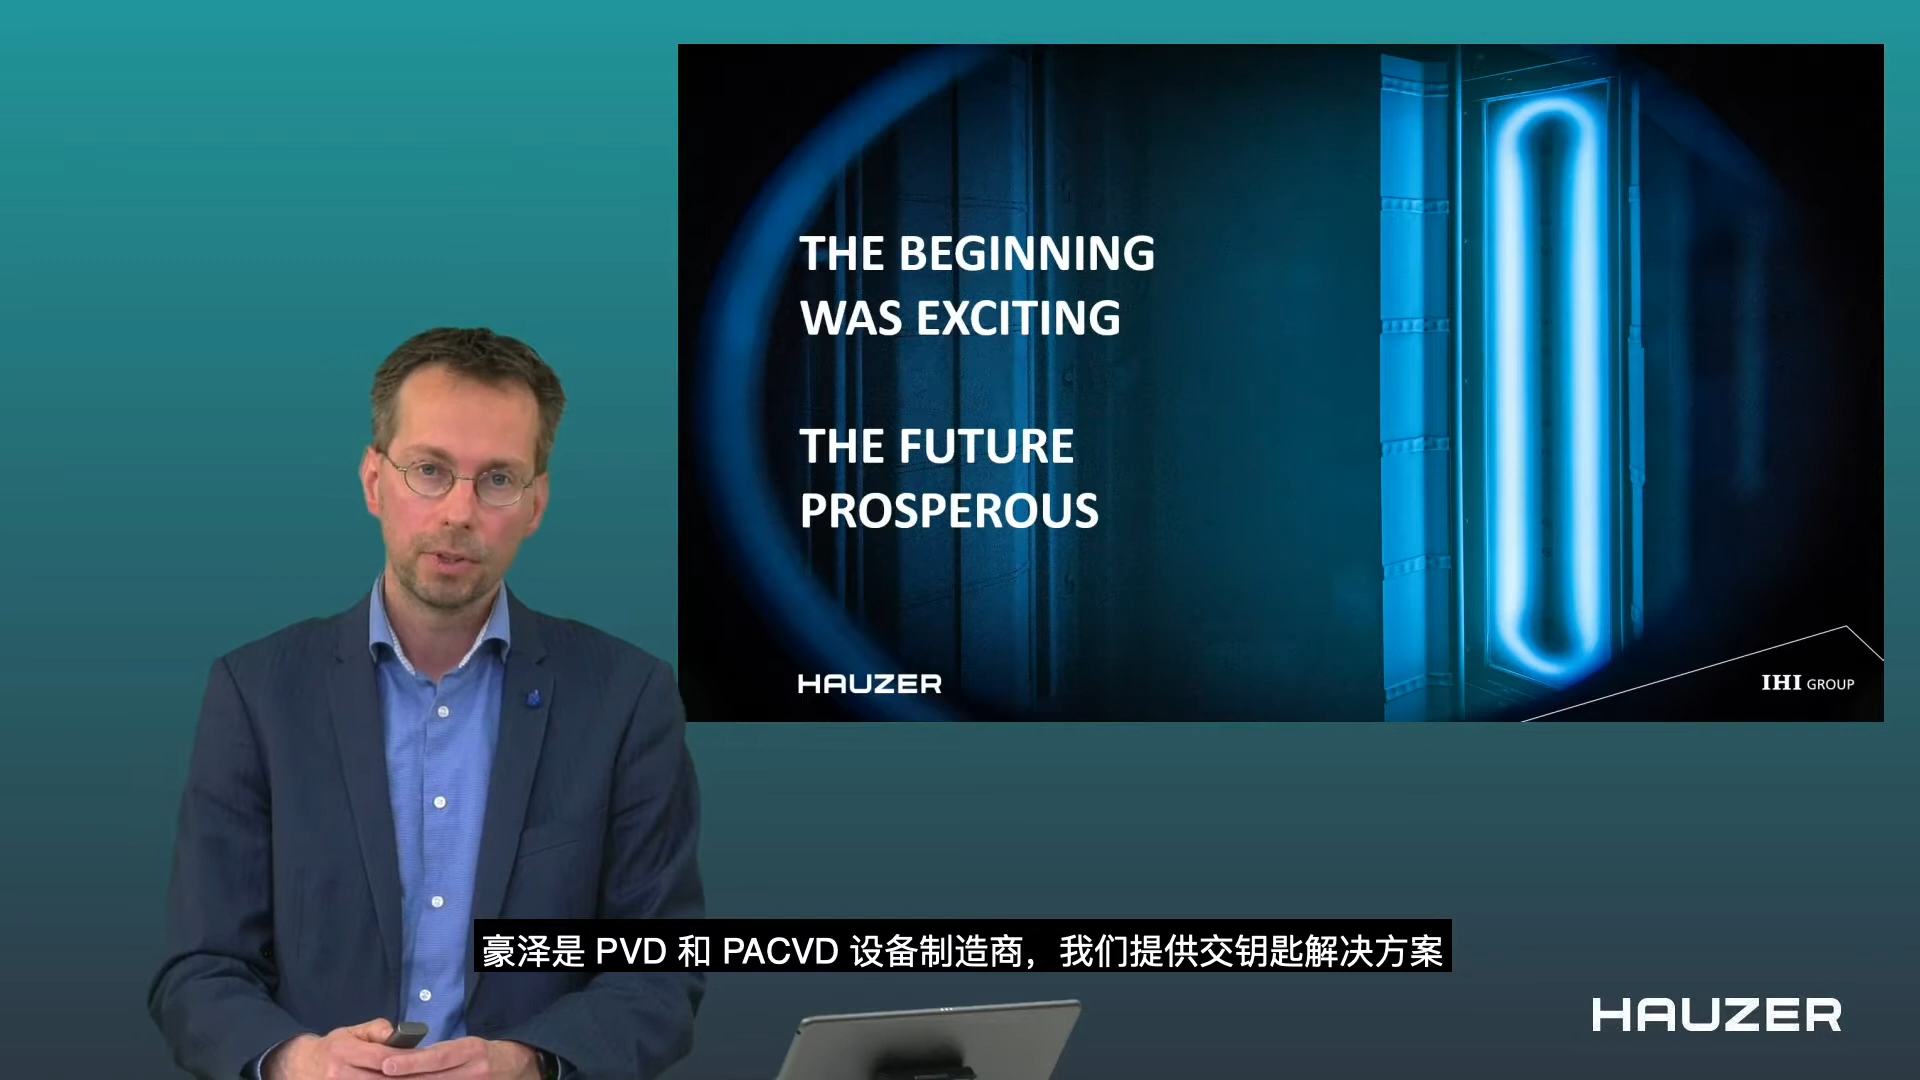 THE BEGINNING
WAS EXCITING
THE FUTURE
PROSPEROUS
HAUZER
IHI GROUP
豪泽是 PVD 和 PACVD 设备制造商，我们提供交钥匙解决方案
HAUZER